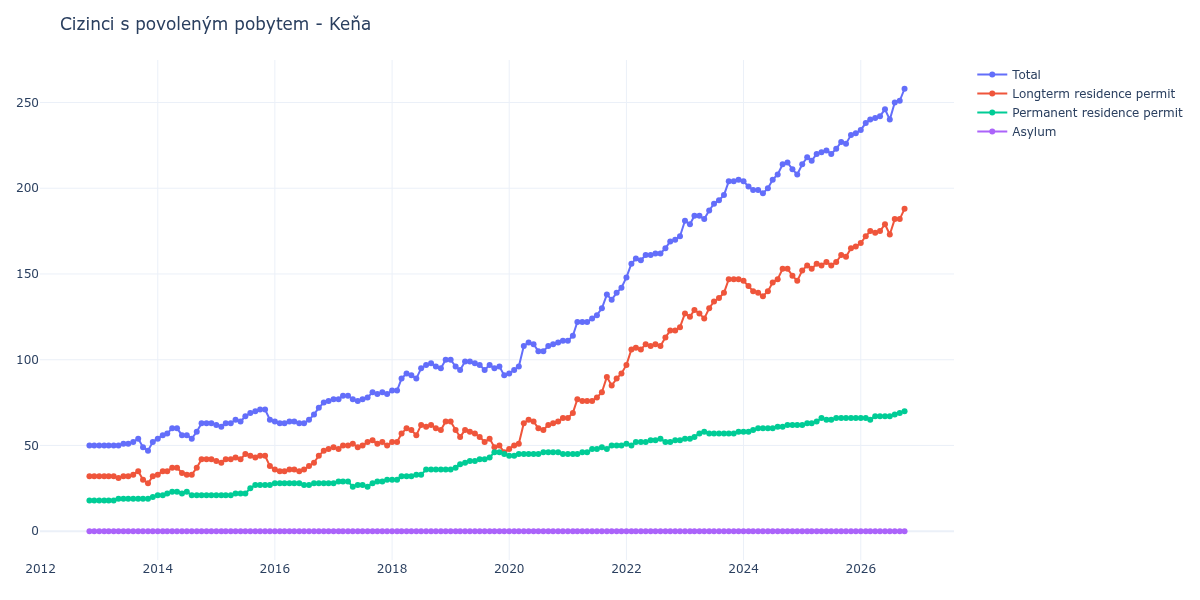 Cizinci s povoleným pobytem - Keňa
Total
Longterm residence permit
Permanent residence permit
Asylum
250
200
150
100
50
0
2012
2014
2016
2018
2020
2022
2024
2026